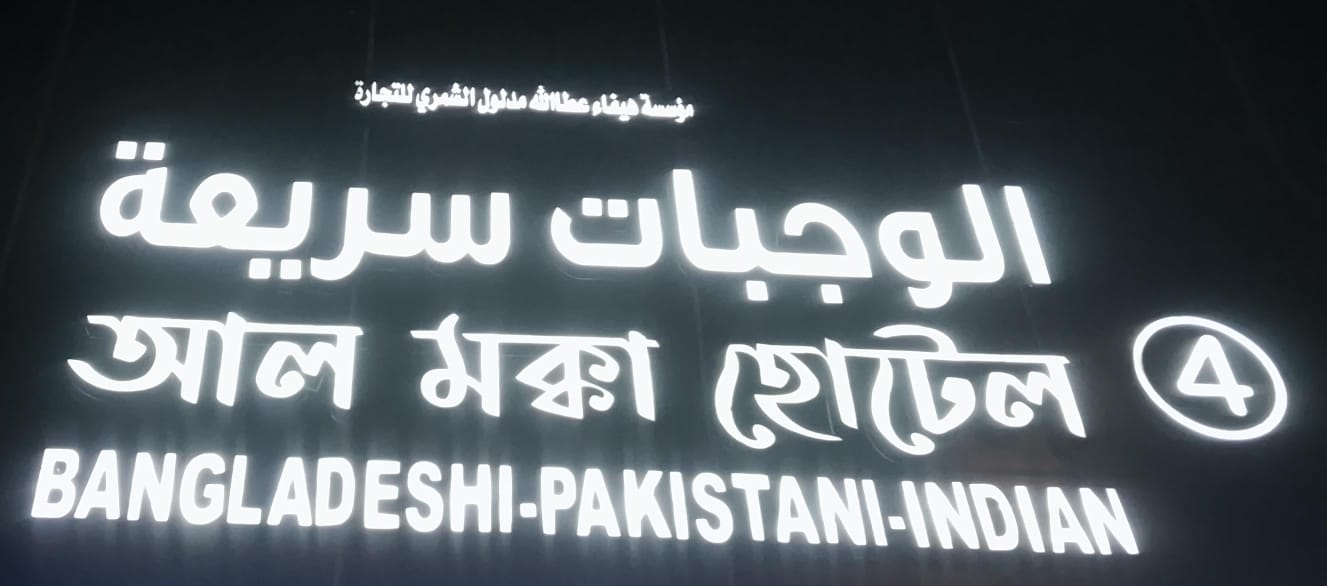 مؤسسة هيفاء عطاالله مدلول الشمري للتجارة
الوجبات سريعة
আল মক্কা হোটেল
4
BANGLADESHI-PAKISTANI-INDIAN